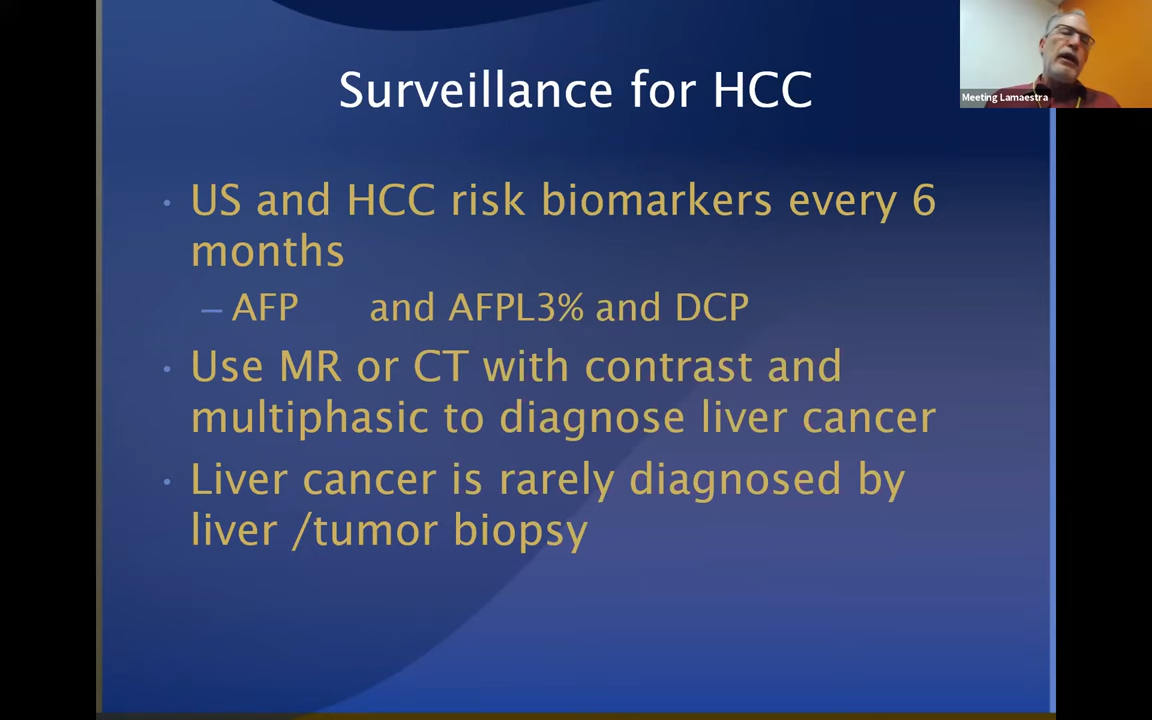 Surveillance for HCC
Meeting Lamaestra
• US and HCC risk biomarkers every 6
months
– AFP and AFPL3% and DCP
• Use MR or CT with contrast and
multiphasic to diagnose liver cancer
• Liver cancer is rarely diagnosed by
liver /tumor biopsy